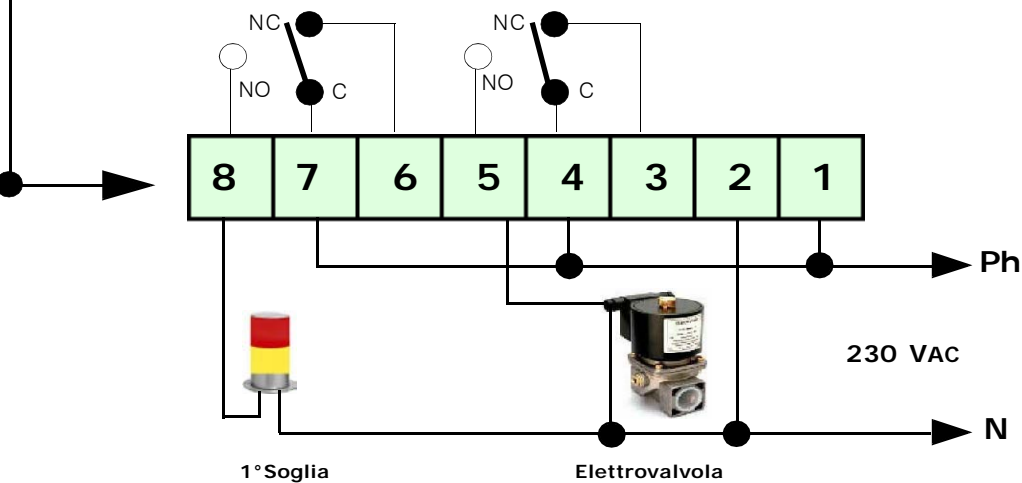 NC
NC
NO
C
NO
C
8 7 6 5 4 3 2 1
Ph
230 VAC
N
1°Soglia
Elettrovalvola